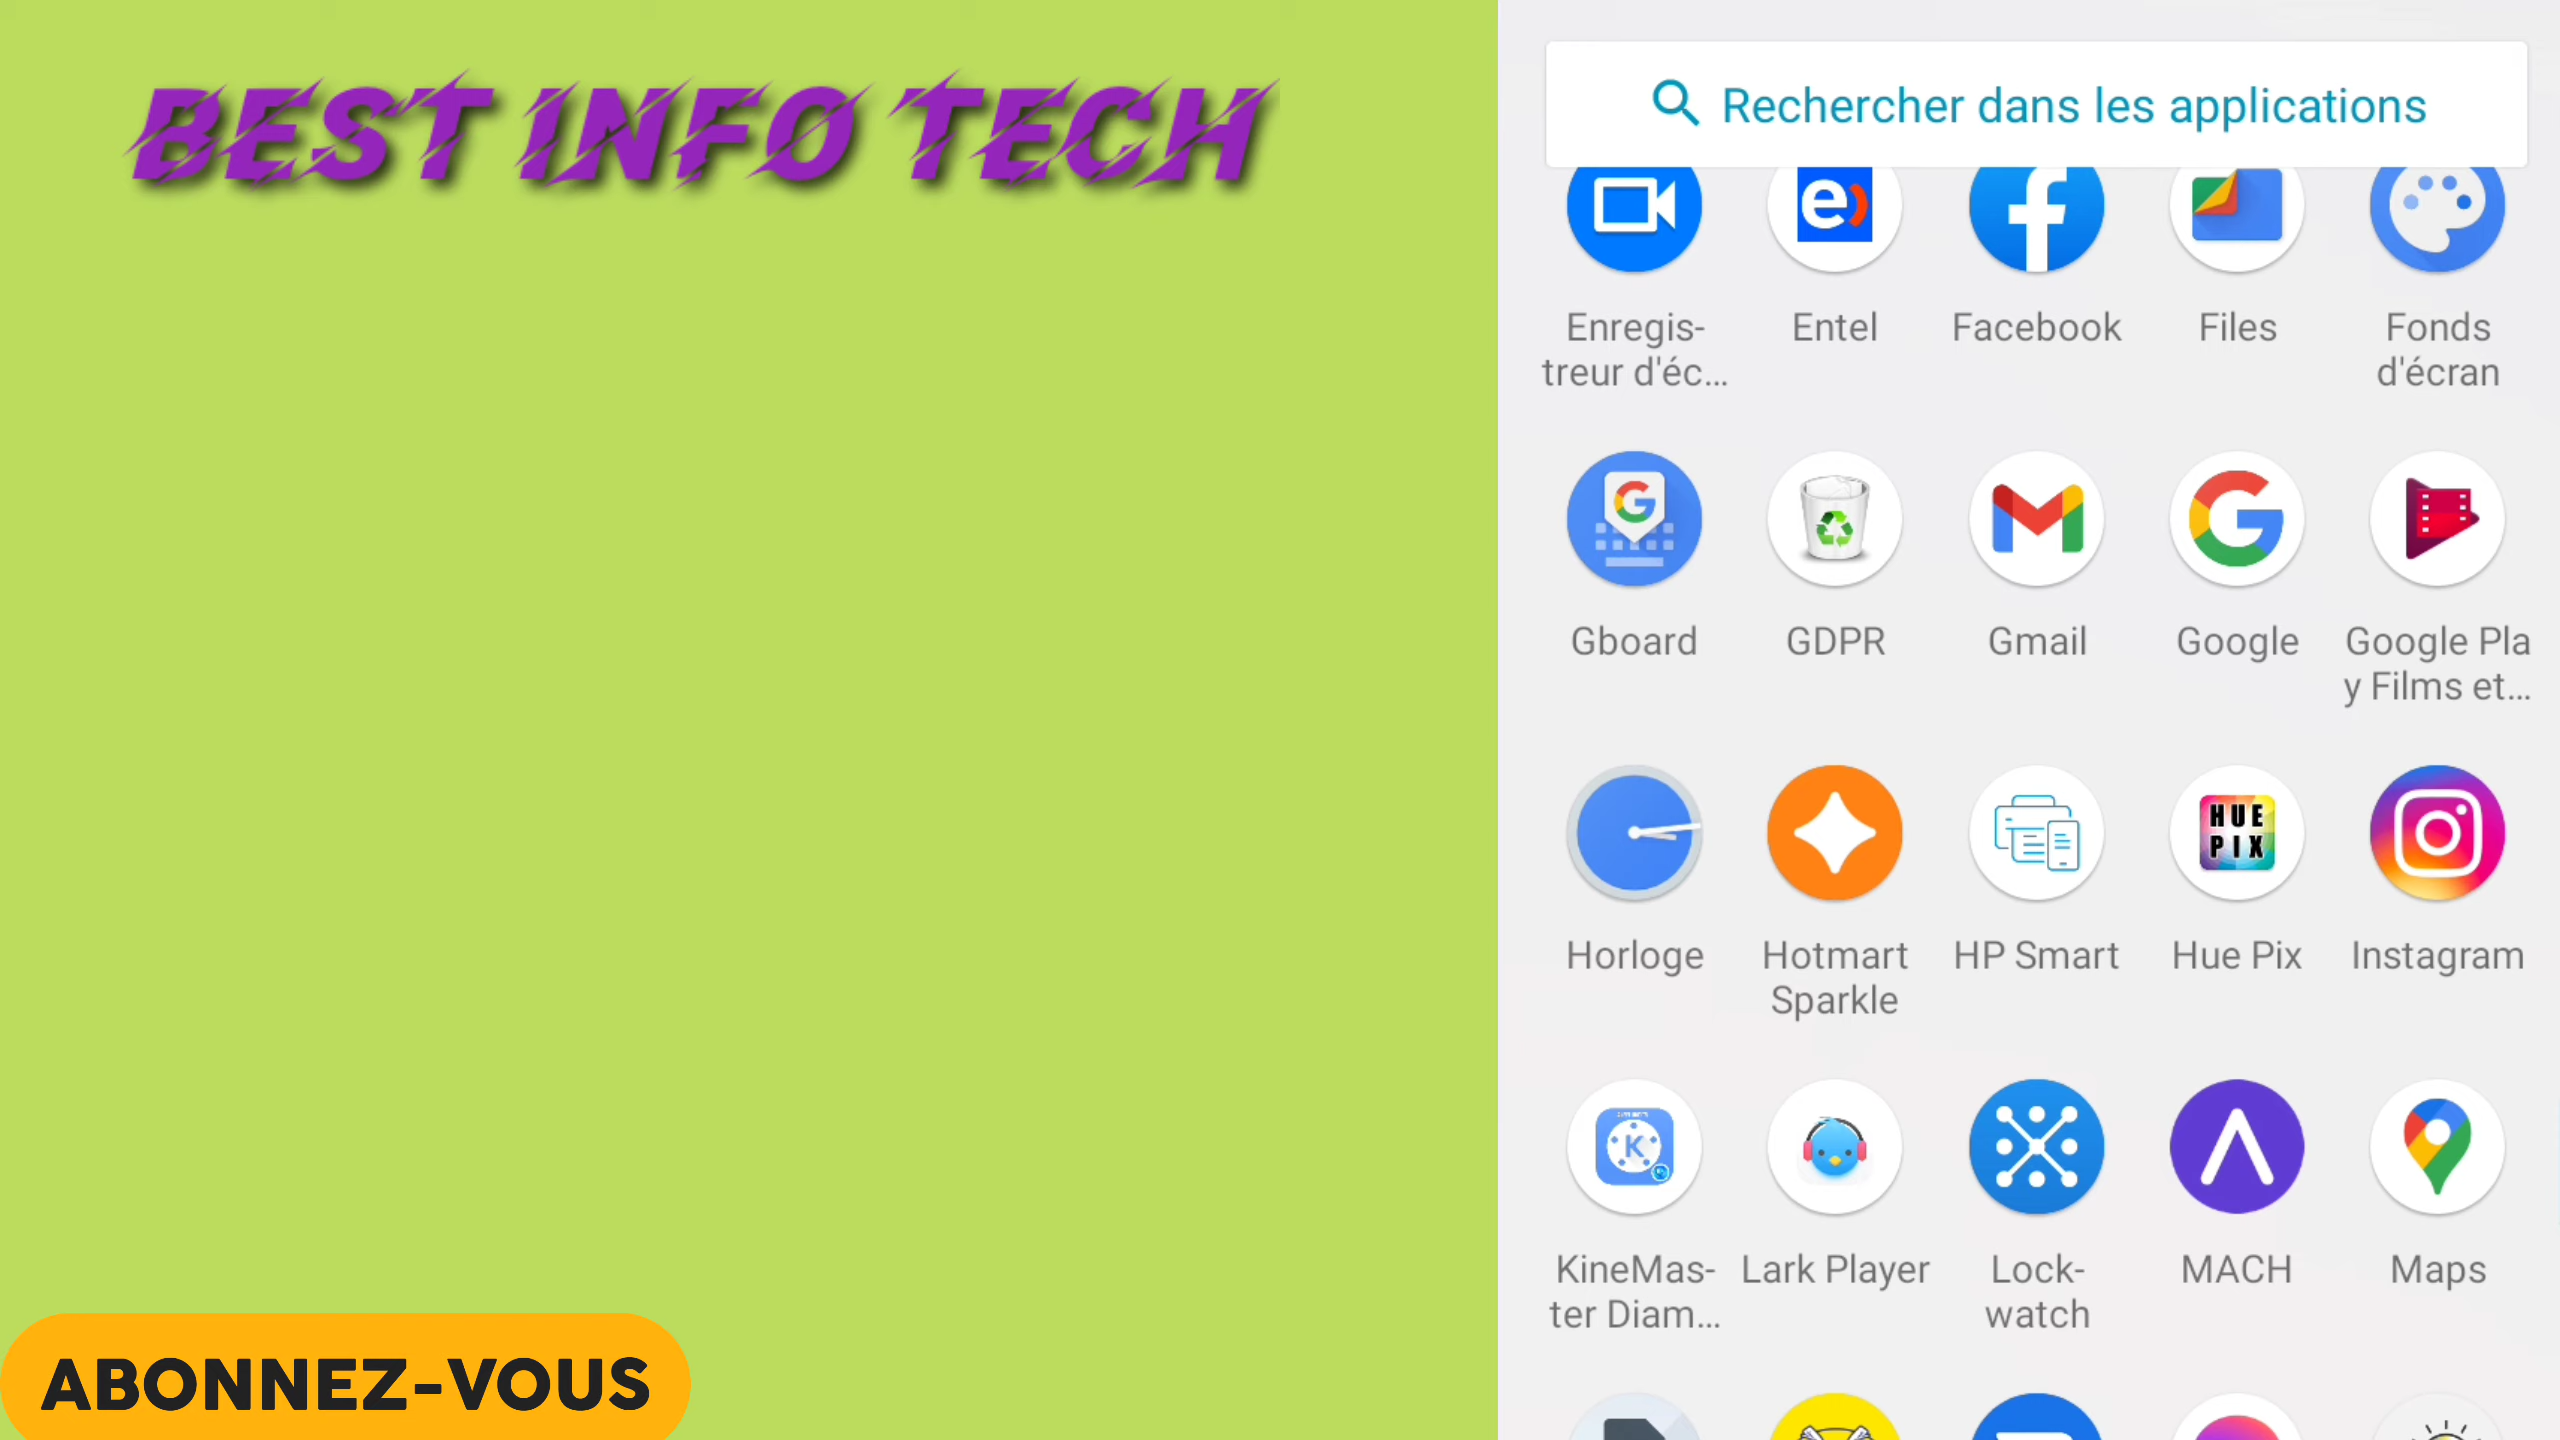 BEST INFO TECH
Rechercher dans les applications
Enregis-
treur d'éc...
Entel
Facebook
Files
Fonds
d'écran
Gboard
GDPR
Gmail
Google
Google Pla
y Films et...
HUE
PIX
Horloge
Hotmart
Sparkle
HP Smart
Hue Pix
Instagram
KineMas-
ter Diam...
Lark Player
Lock-
watch
MACH
Maps
ABONNEZ-VOUS